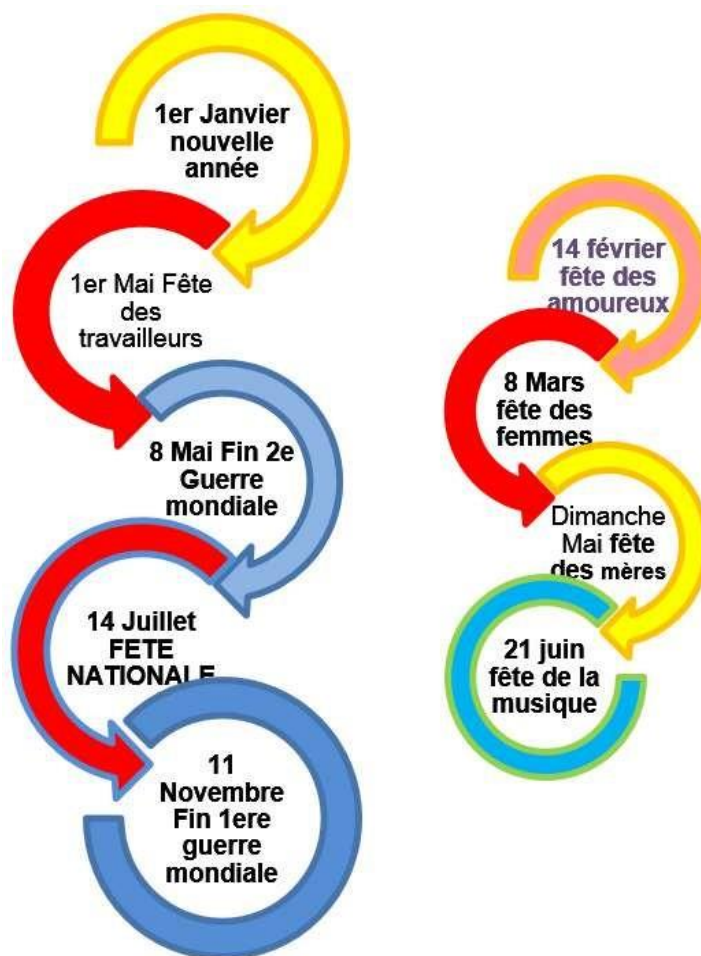 1er Janvier
nouvelle
année
1er Mai Fête
des
travailleurs
8 Mai Fin 2e
Guerre
mondiale
14 Juillet
FETE
NATIONALE
11
Novembre
Fin 1ere
guerre
mondiale
14 février
fête des
amoureux
8 Mars
fête des
femmes
Dimanche
Mai fête
des mères
21 juin
fête de la
musique